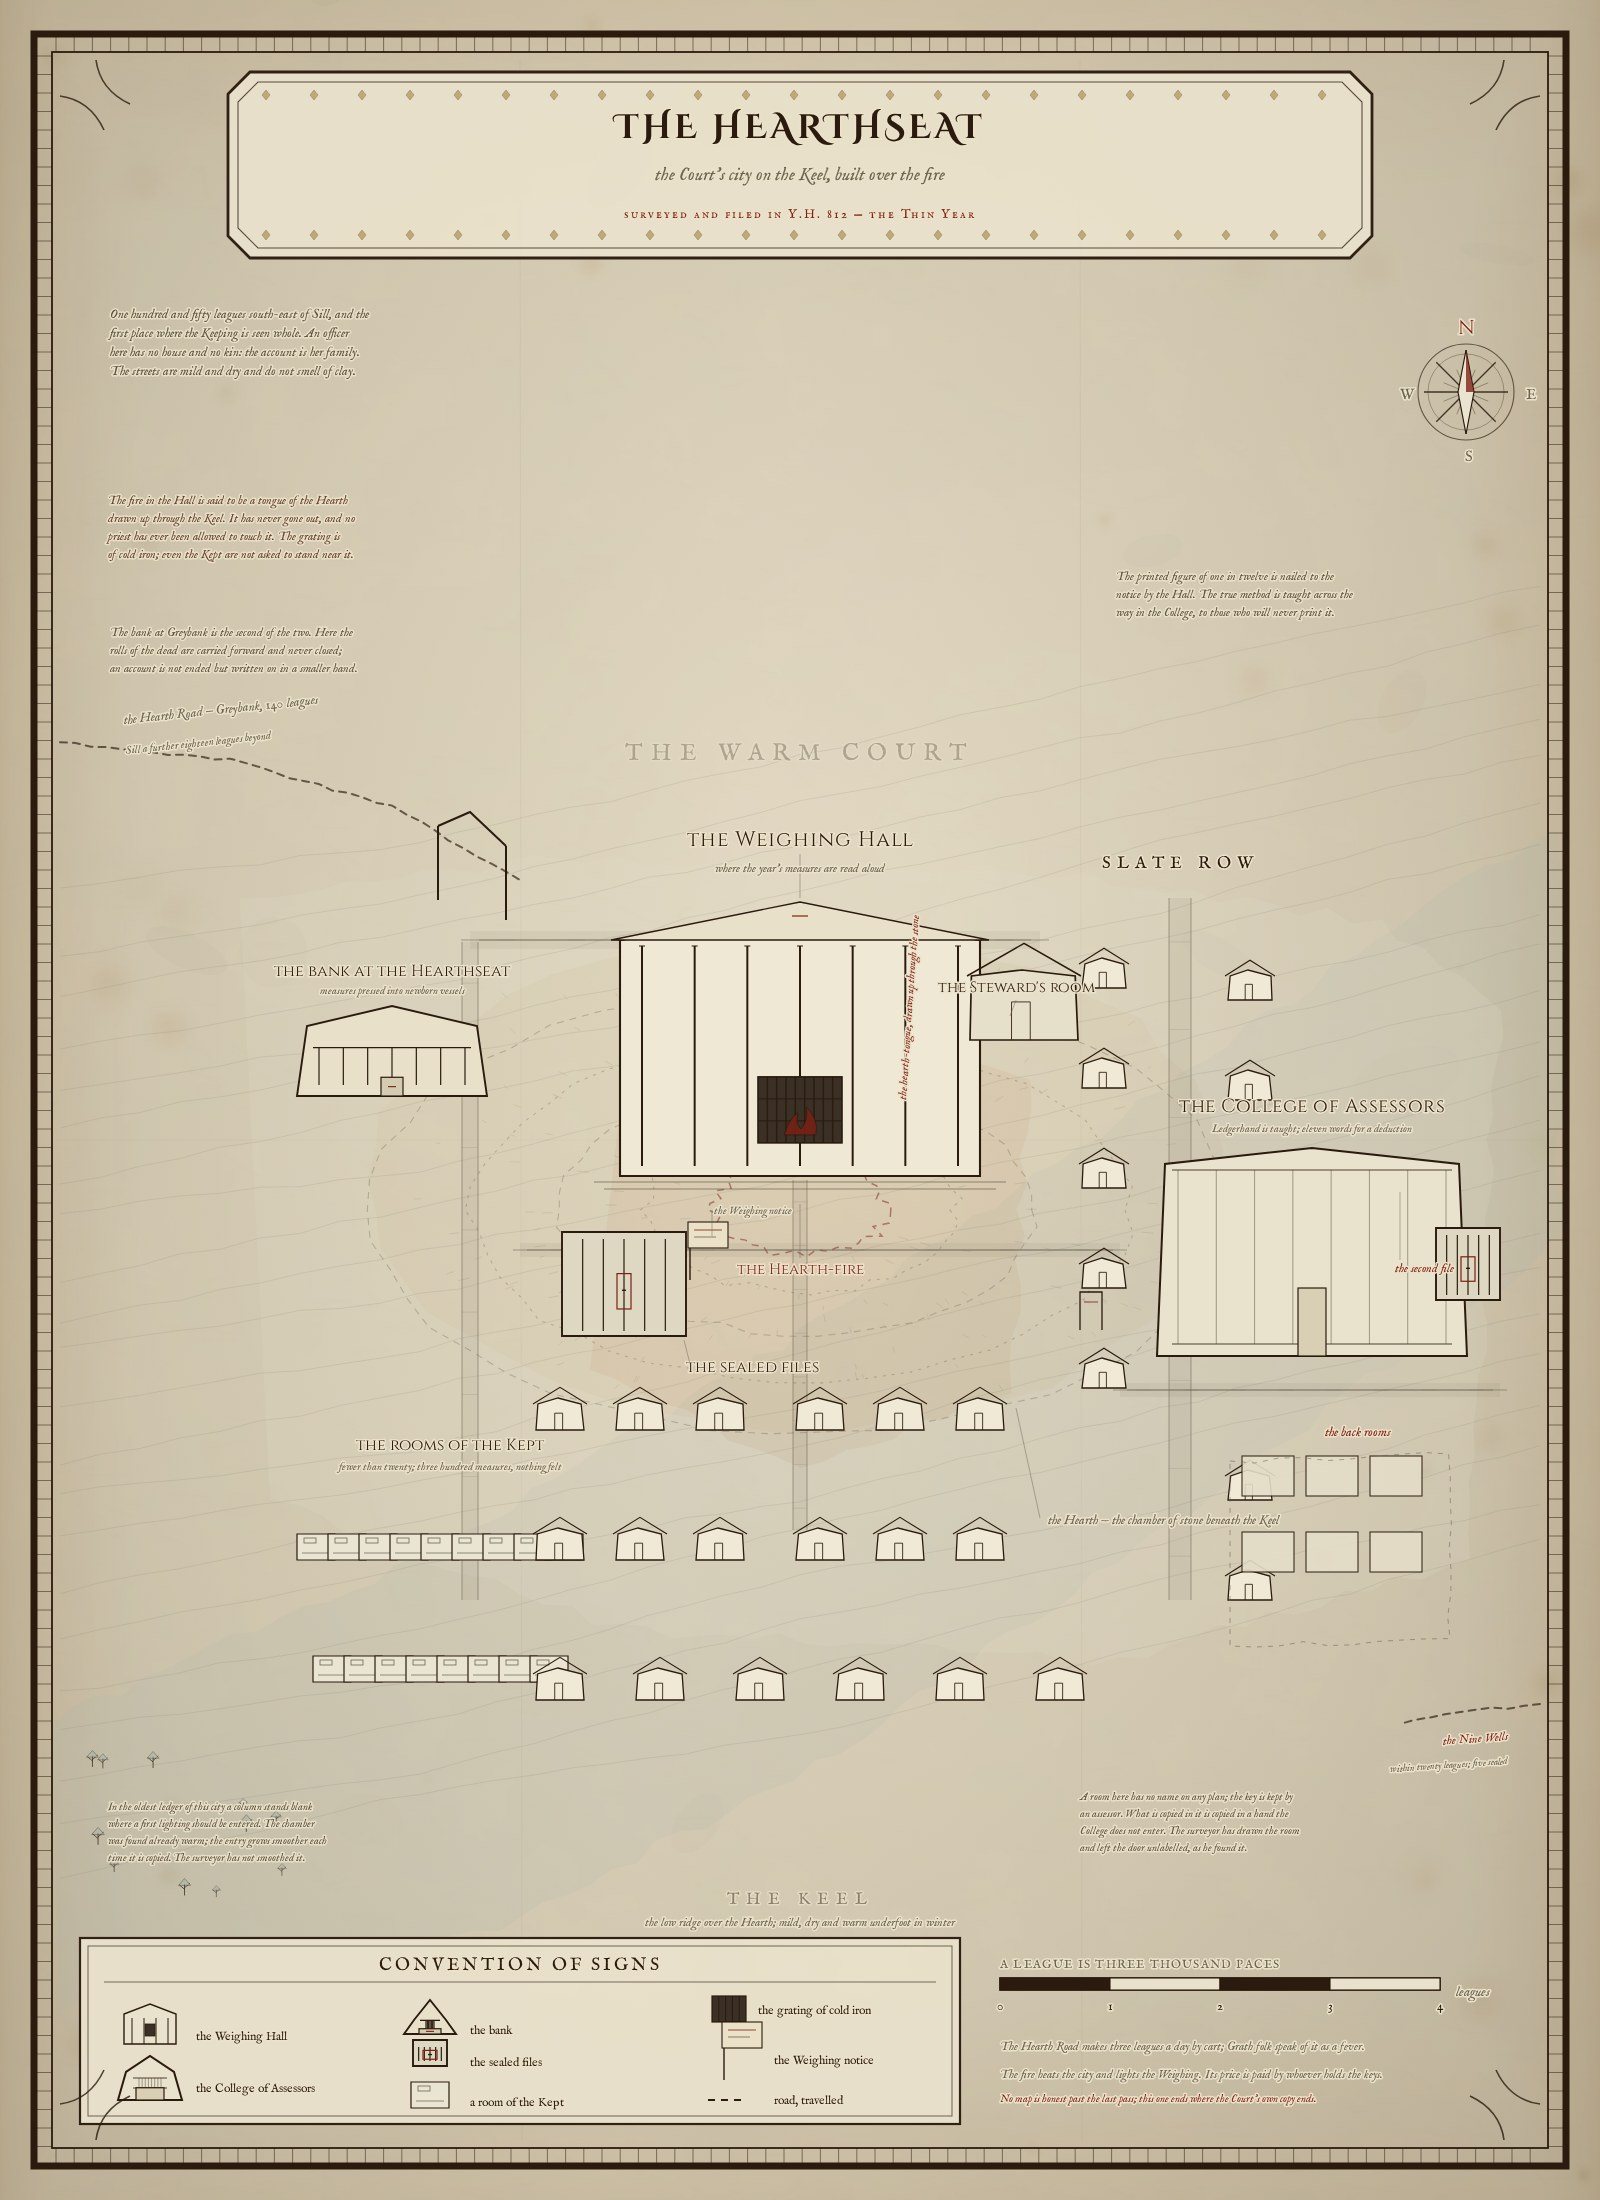 THE HEARTHSEAT
the Court's city on the Keel, built over the fire
SURVEYED AND FILED IN Y.H. 812 — THE THIN YEAR
One hundred and fifty leagues south-east of Sill, and the
first place where the Keeping is seen whole. An officer
here has no house and no kin: the account is her family.
The streets are mild and dry and do not smell of clay.
N
W
E
S
The fire in the Hall is said to be a tongue of the Hearth
drawn up through the Keel. It has never gone out, and no
priest has ever been allowed to touch it. The grating is
of cold iron; even the Kept are not asked to stand near it.
The printed figure of one in twelve is nailed to the
notice by the Hall. The true method is taught across the
way in the College, to those who will never print it.
The bank at Greybank is the second of the two. Here the
rolls of the dead are carried forward and never closed;
an account is not ended but written on in a smaller hand.
the Hearth Road — Greybank, 140 leagues
Sill a further eighteen leagues beyond
THE WARM COURT
THE WEIGHING HALL
where the year's measures are read aloud
SLATE ROW
the hearth-tongue, drawn up through the stone
THE BANK AT THE HEARTHSEAT
measures pressed into newborn vessels
THE STEWARD'S ROOM
THE COLLEGE OF ASSESSORS
Ledgerhand is taught; eleven words for a deduction
the Weighing notice
THE HEARTH-FIRE
the second file
THE SEALED FILES
THE ROOMS OF THE KEPT
fewer than twenty; three hundred measures, nothing felt
the back rooms
the Hearth — the chamber of stone beneath the Keel
the Nine Wells
within twenty leagues; five sealed
In the oldest ledger of this city a column stands blank
where a first lighting should be entered. The chamber
was found already warm; the entry grows smoother each
time it is copied. The surveyor has not smoothed it.
A room here has no name on any plan; the key is kept by
an assessor. What is copied in it is copied in a hand the
College does not enter. The surveyor has drawn the room
and left the door unlabelled, as he found it.
THE KEEL
the low ridge over the Hearth; mild, dry and warm underfoot in winter
CONVENTION OF SIGNS
the Weighing Hall
the College of Assessors
the bank
the sealed files
a room of the Kept
the grating of cold iron
the Weighing notice
road, travelled
A LEAGUE IS THREE THOUSAND PACES
0 1 2 3 4
leagues
The Hearth Road makes three leagues a day by cart; Grath folk speak of it as a fever.
The fire heats the city and lights the Weighing. Its price is paid by whoever holds the keys.
No map is honest past the last pass; this one ends where the Court's own copy ends.